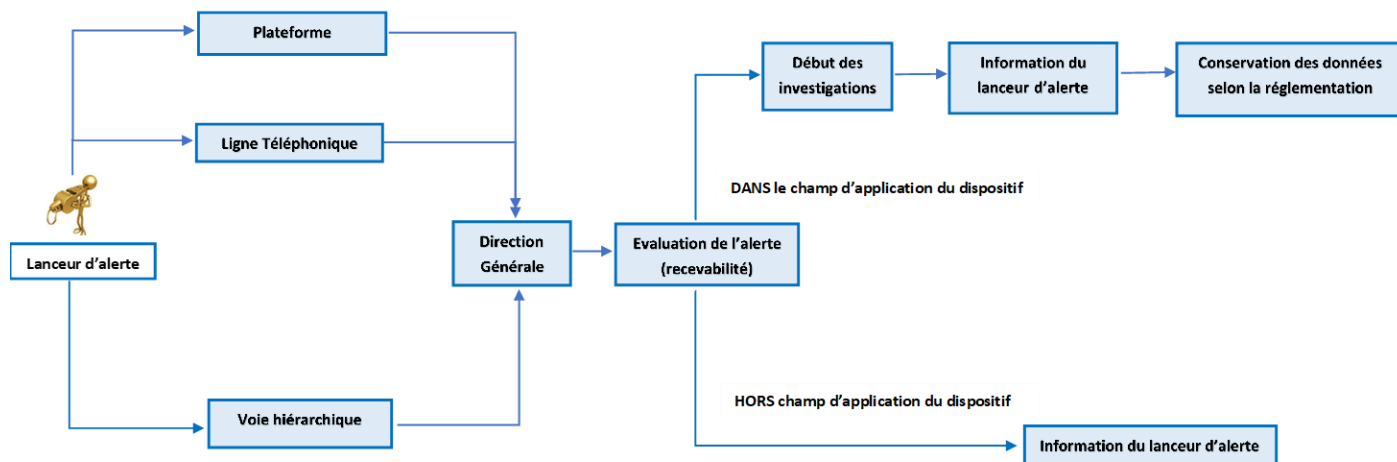 Plateforme
Ligne Téléphonique
Lanceur d'alerte
Voie hiérarchique
Direction
Générale
Evaluation de l'alerte
(recevabilité)
DANS le champ d'application du dispositif
Début des
investigations
Information du
lanceur d'alerte
Conservation des données
selon la réglementation
HORS champ d'application du dispositif
Information du lanceur d'alerte